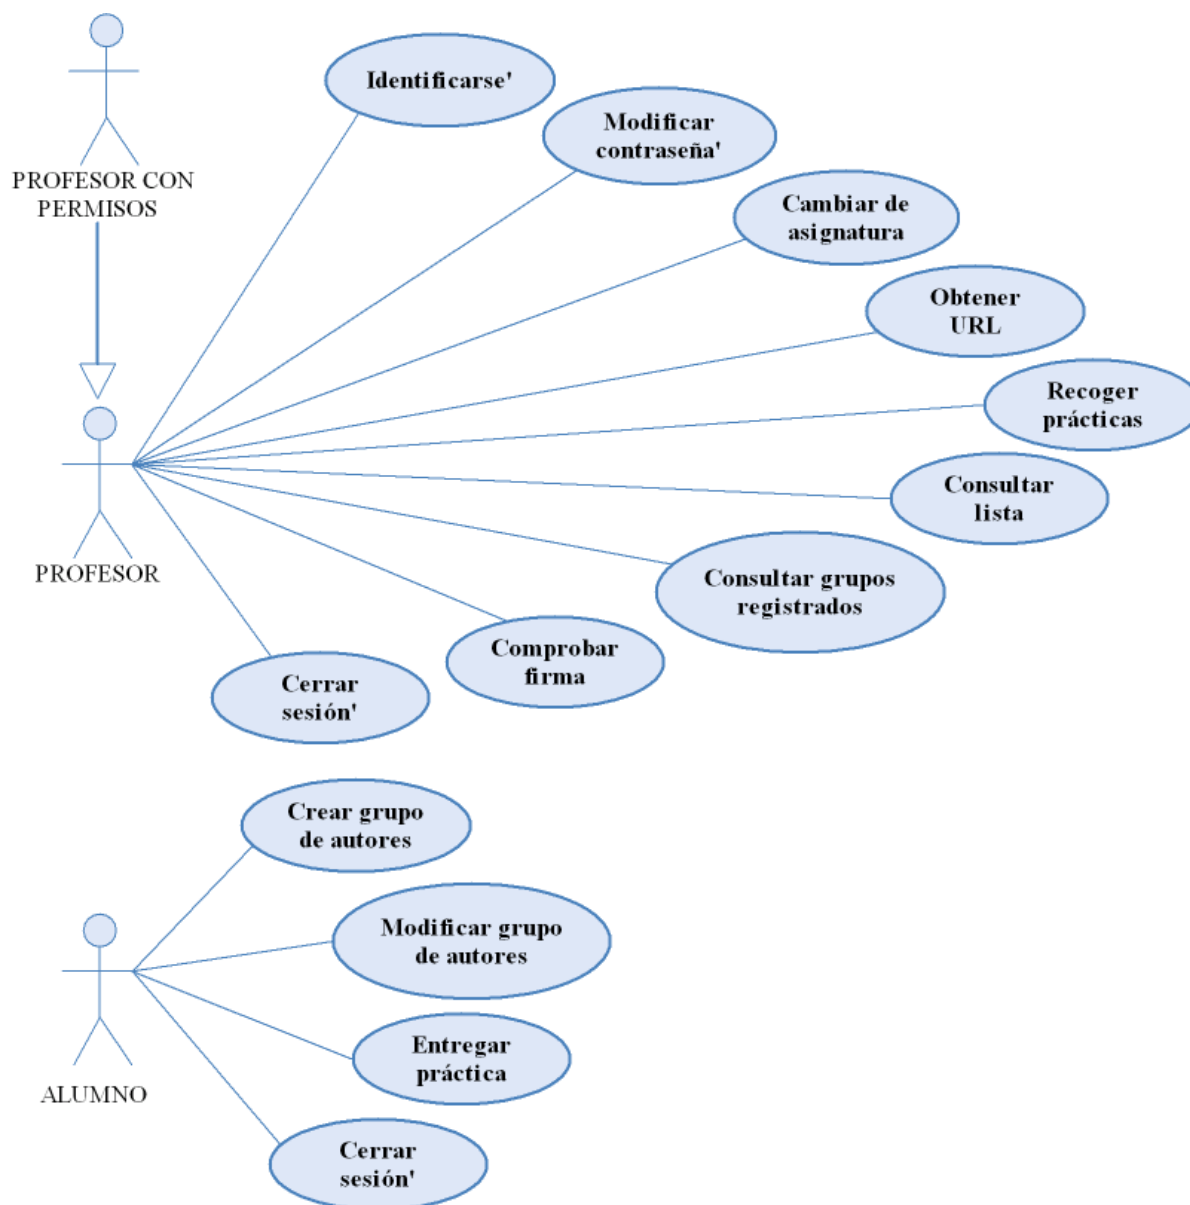 PROFESOR CON
PERMISOS
Identificarse'
Modificar
contraseña'
Cambiar de
asignatura
Obtener
URL
Recoger
prácticas
Consultar
lista
Consultar grupos
registrados
Comprobar
firma
Cerrar
sesión'
PROFESOR
Crear grupo
de autores
Modificar grupo
de autores
Entregar
práctica
Cerrar
sesión'
ALUMNO